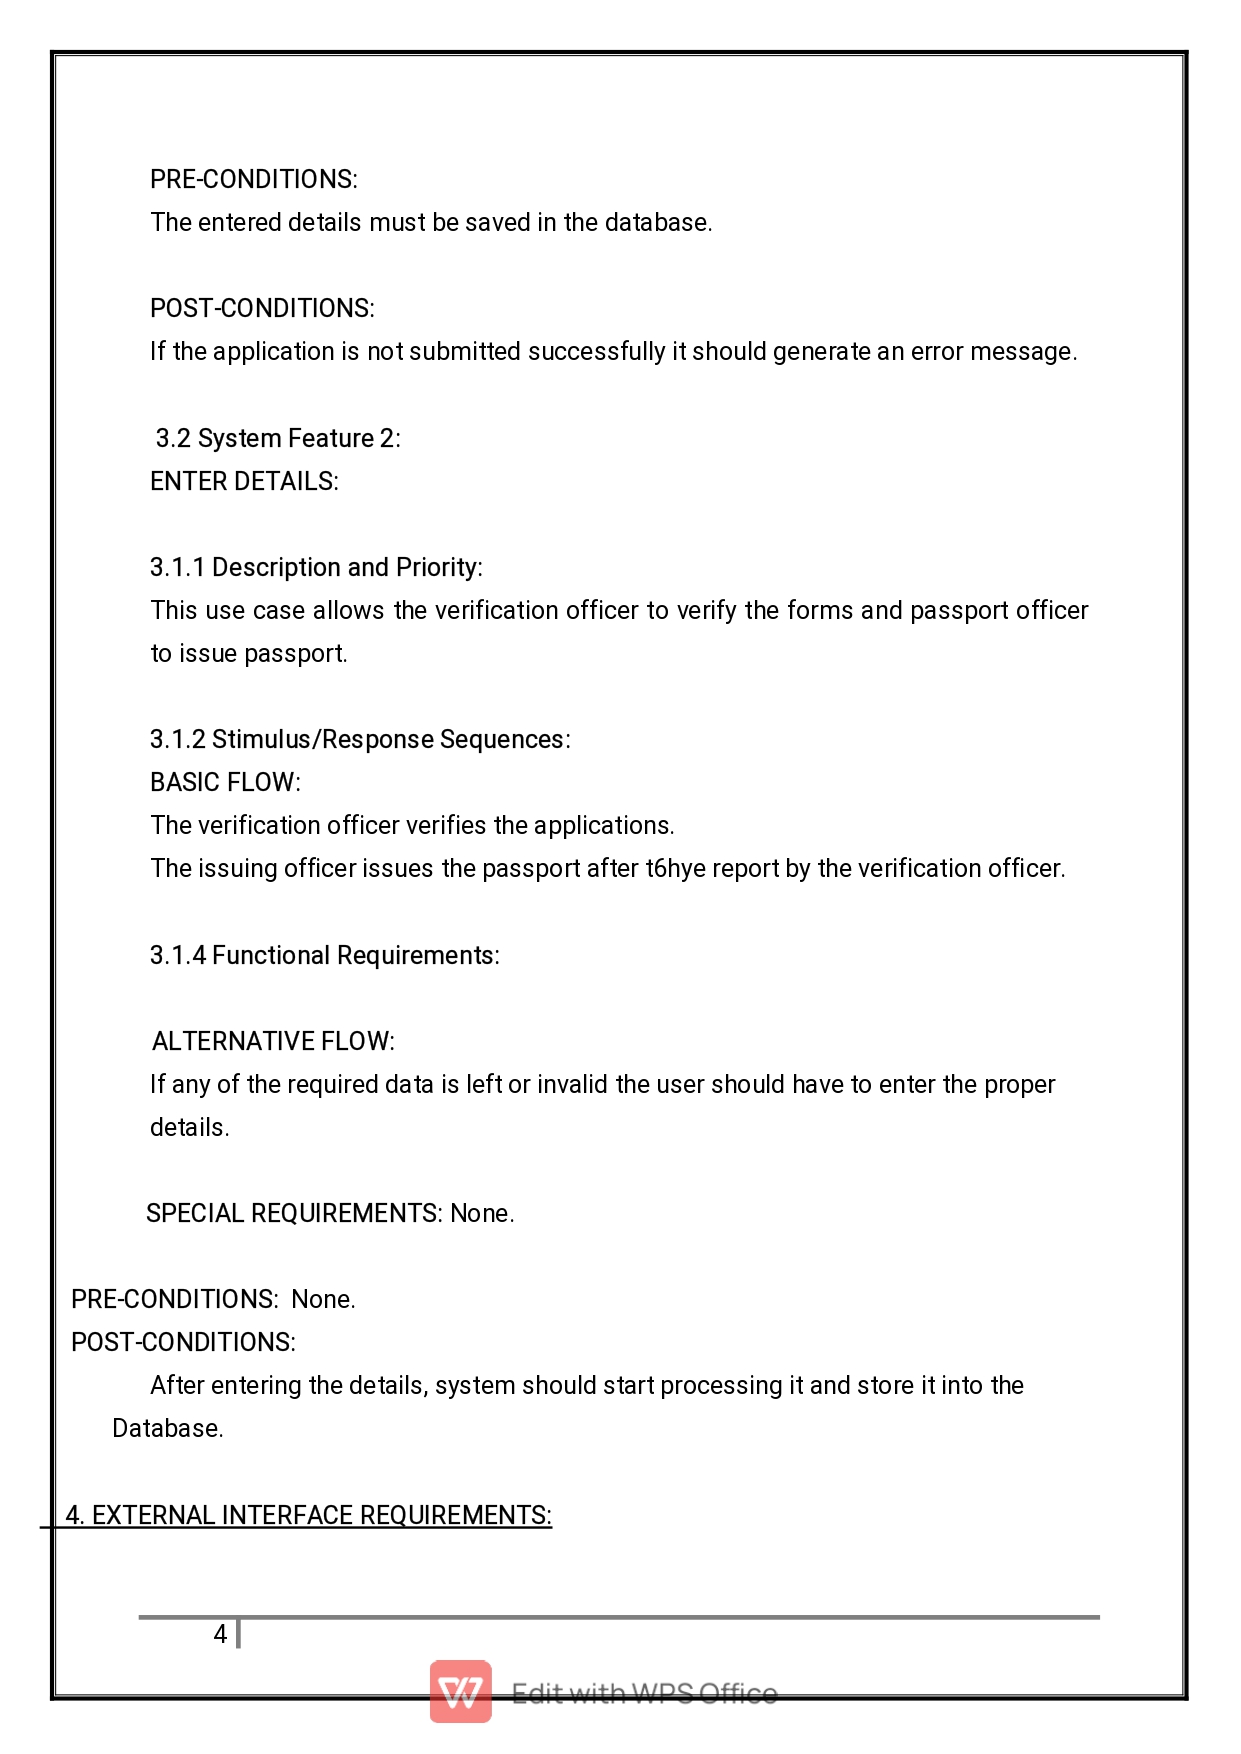 PRE-CONDITIONS:
The entered details must be saved in the database.
POST-CONDITIONS:
If the application is not submitted successfully it should generate an error message.
3.2 System Feature 2:
ENTER DETAILS:
3.1.1 Description and Priority:
This use case allows the verification officer to verify the forms and passport officer
to issue passport.
3.1.2 Stimulus/Response Sequences:
BASIC FLOW:
The verification officer verifies the applications.
The issuing officer issues the passport after t6hye report by the verification officer.
3.1.4 Functional Requirements:
ALTERNATIVE FLOW:
If any of the required data is left or invalid the user should have to enter the proper
details.
SPECIAL REQUIREMENTS: None.
PRE-CONDITIONS: None.
POST-CONDITIONS:
After entering the details, system should start processing it and store it into the
Database.
4. EXTERNAL INTERFACE REQUIREMENTS:
4
Edit with WPS Office